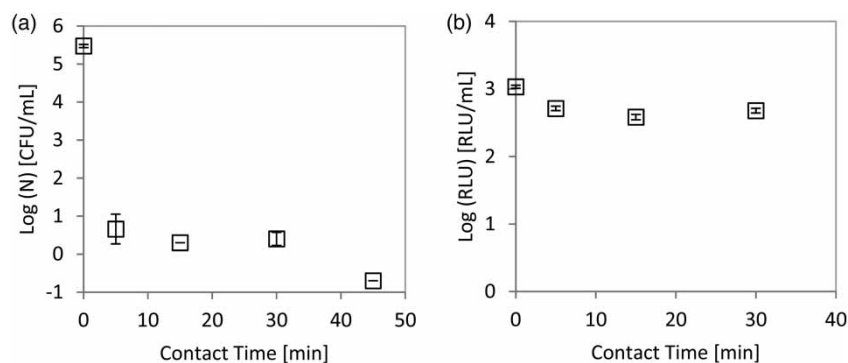 (a)
Log (N) [CFU/mL]
6
5
4
3
2
1
0
-1
0 10 20 30 40 50
Contact Time [min]
(b)
Log (RLU) [RLU/mL]
4
3
2
1
0
0 10 20 30 40
Contact Time [min]